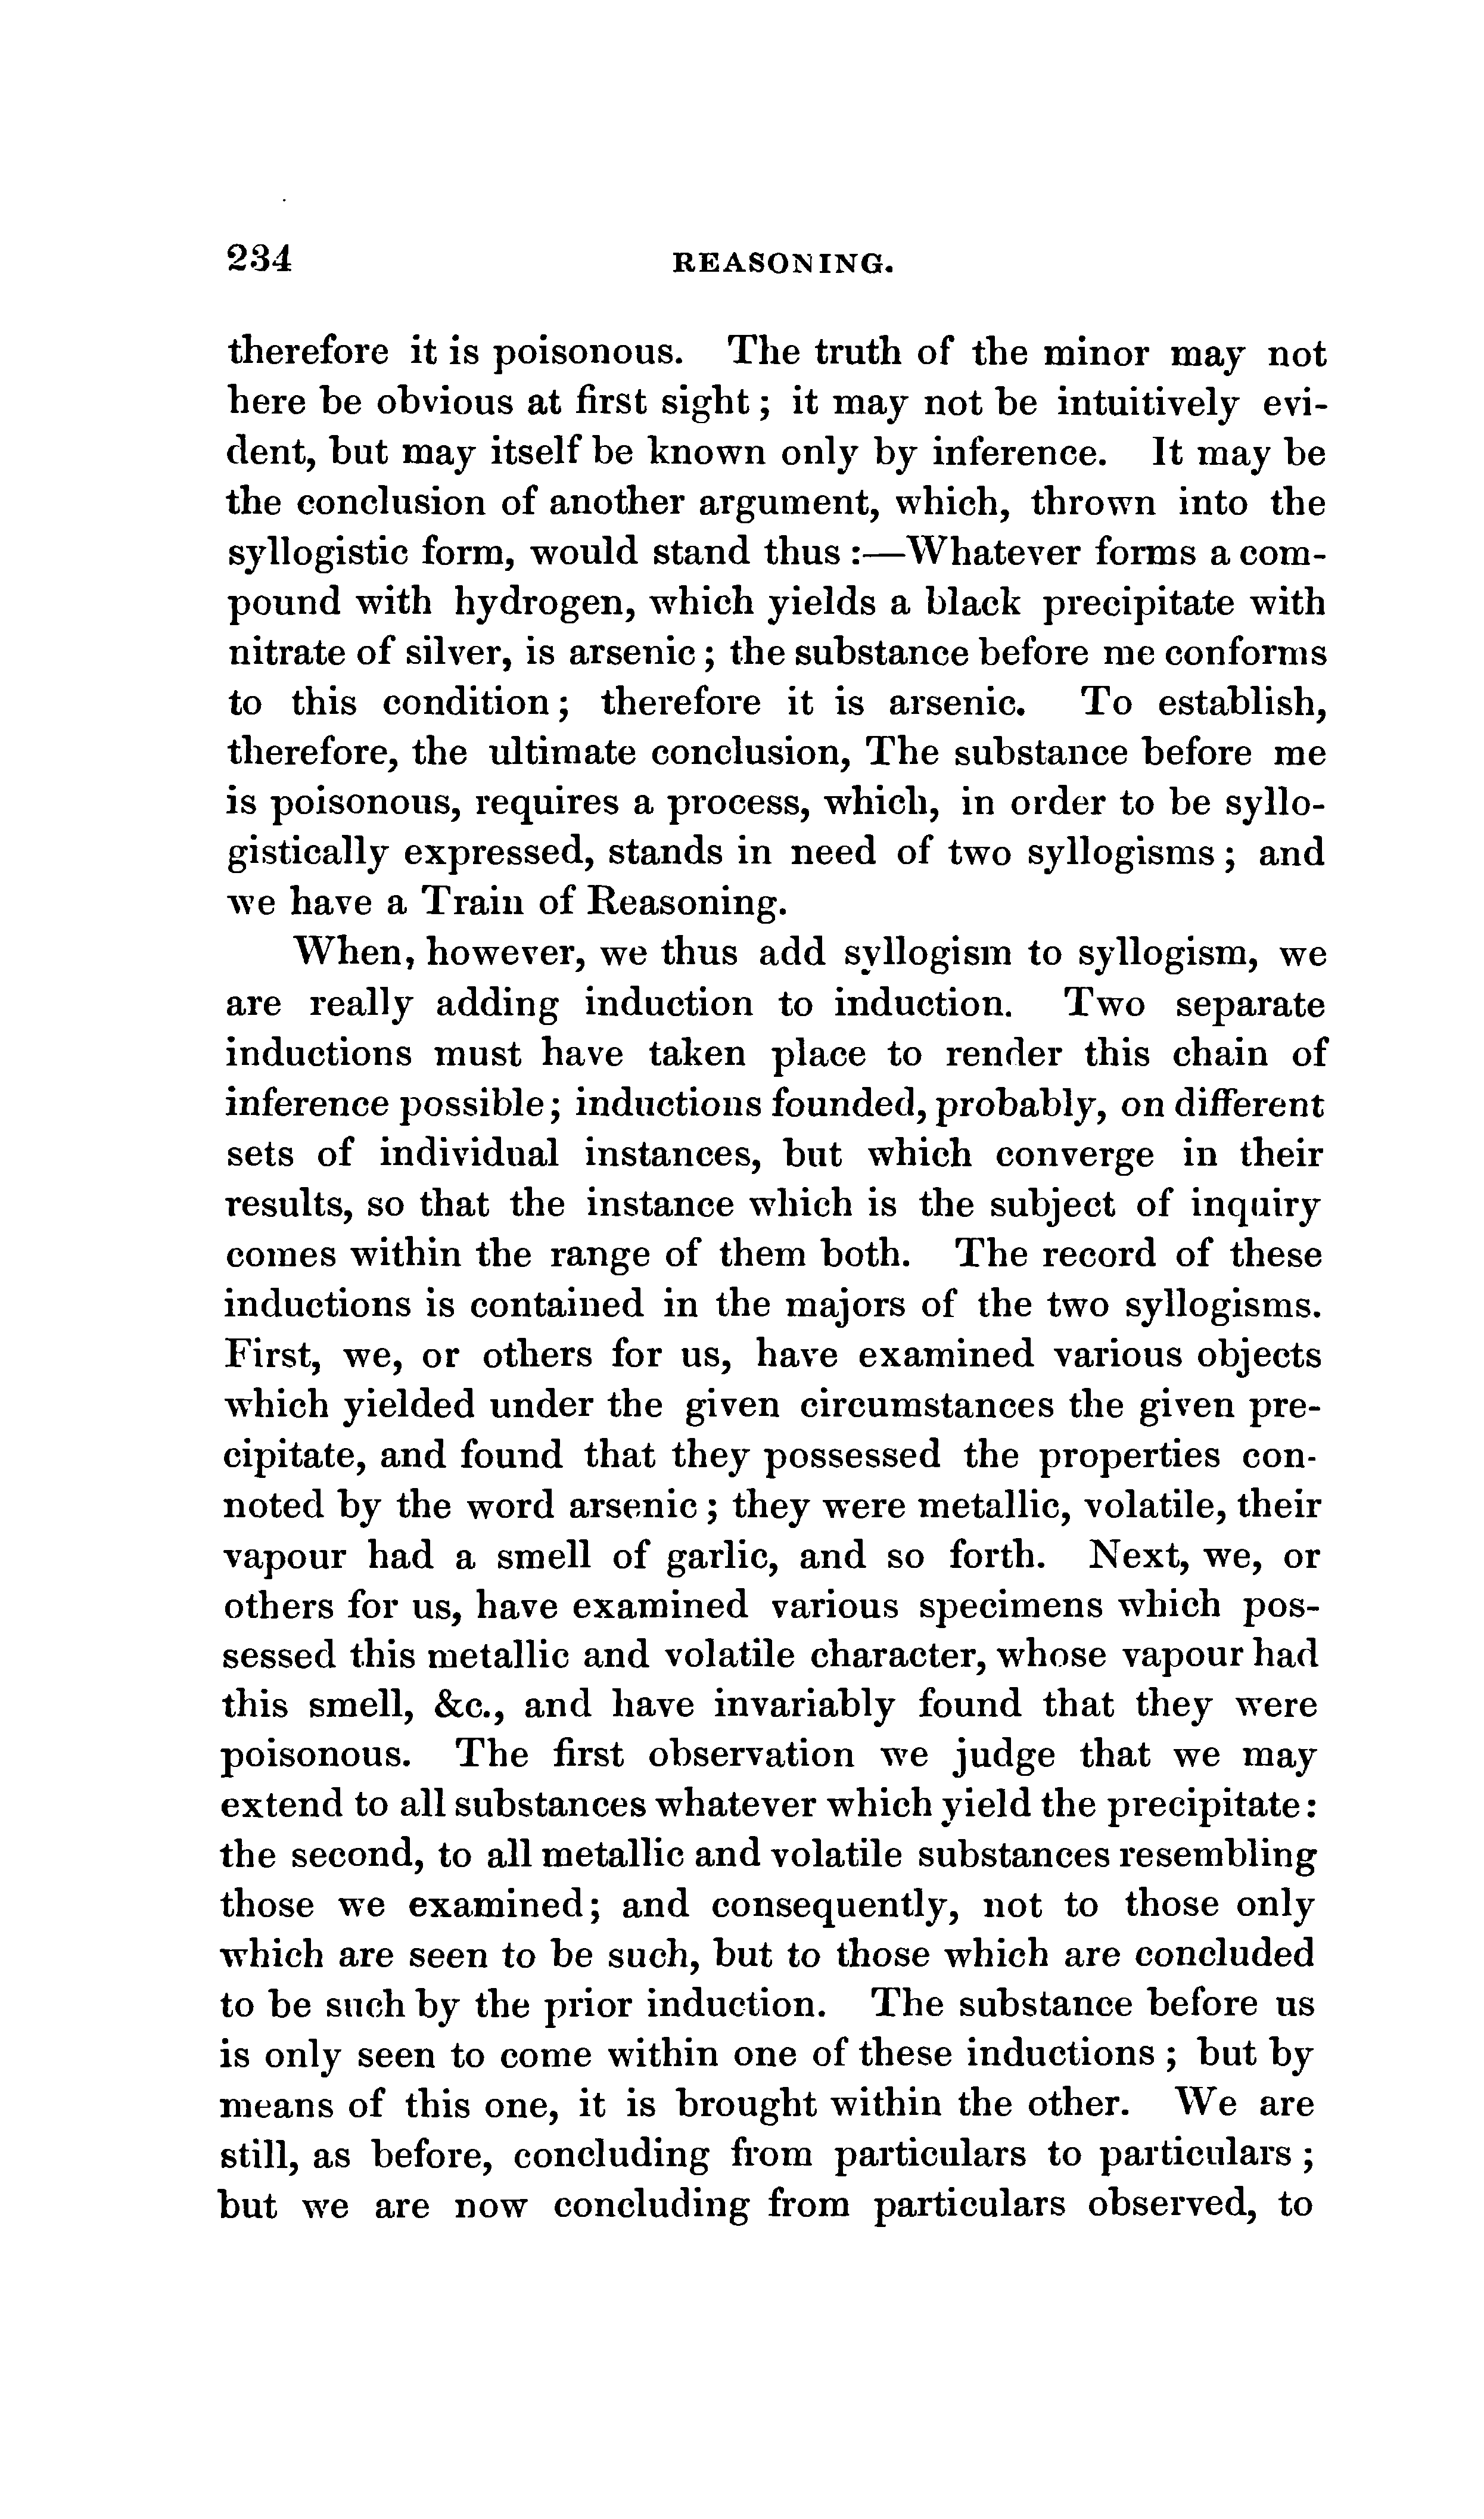 234 REASONING.
therefore it is poisonous. The truth of the minor may not
here be obvious at first sight ; it may not be intuitively evi-
dent, but may itself be known only by inference. It may be
the conclusion of another argument, which, thrown into the
syllogistic form, would stand thus :—Whatever forms a com-
pound with hydrogen, which yields a black precipitate with
nitrate of silver, is arsenic ; the substance before me conforms
to this condition ; therefore it is arsenic. To establish,
therefore, the ultimate conclusion, The substance before me
is poisonous, requires a process, which, in order to be syllo-
gistically expressed, stands in need of two syllogisms ; and
we have a Train of Reasoning.
When, however, we thus add syllogism to syllogism, we
are really adding induction to induction. Two separate
inductions must have taken place to render this chain of
inference possible ; inductions founded, probably, on different
sets of individual instances, but which converge in their
results, so that the instance which is the subject of inquiry
comes within the range of them both. The record of these
inductions is contained in the majors of the two syllogisms.
First, we, or others for us, have examined various objects
which yielded under the given circumstances the given pre-
cipitate, and found that they possessed the properties con-
noted by the word arsenic ; they were metallic, volatile, their
vapour had a smell of garlic, and so forth. Next, we, or
others for us, have examined various specimens which pos-
sessed this metallic and volatile character, whose vapour had
this smell, &c., and have invariably found that they were
poisonous. The first observation we judge that we may
extend to all substances whatever which yield the precipitate :
the second, to all metallic and volatile substances resembling
those we examined ; and consequently, not to those only
which are seen to be such, but to those which are concluded
to be such by the prior induction. The substance before us
is only seen to come within one of these inductions ; but by
means of this one, it is brought within the other. We are
still, as before, concluding from particulars to particulars ;
but we are now concluding from particulars observed, to